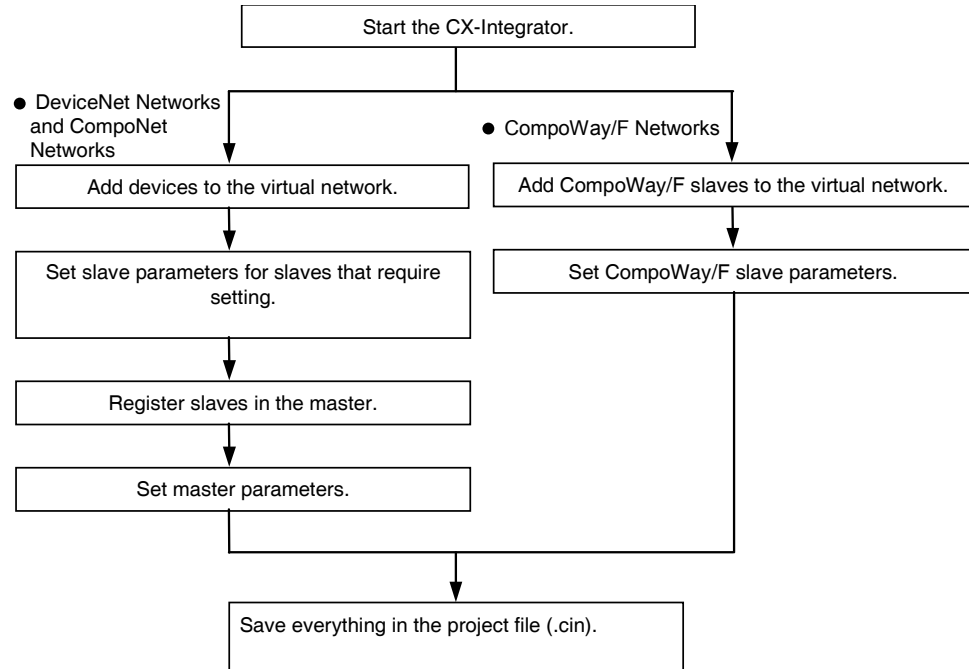 Start the CX-Integrator.
● DeviceNet Networks
and CompoNet
Networks
● CompoWay/F Networks
Add devices to the virtual network.
Add CompoWay/F slaves to the virtual network.
Set slave parameters for slaves that require
setting.
Set CompoWay/F slave parameters.
Register slaves in the master.
Set master parameters.
Save everything in the project file (.cin).